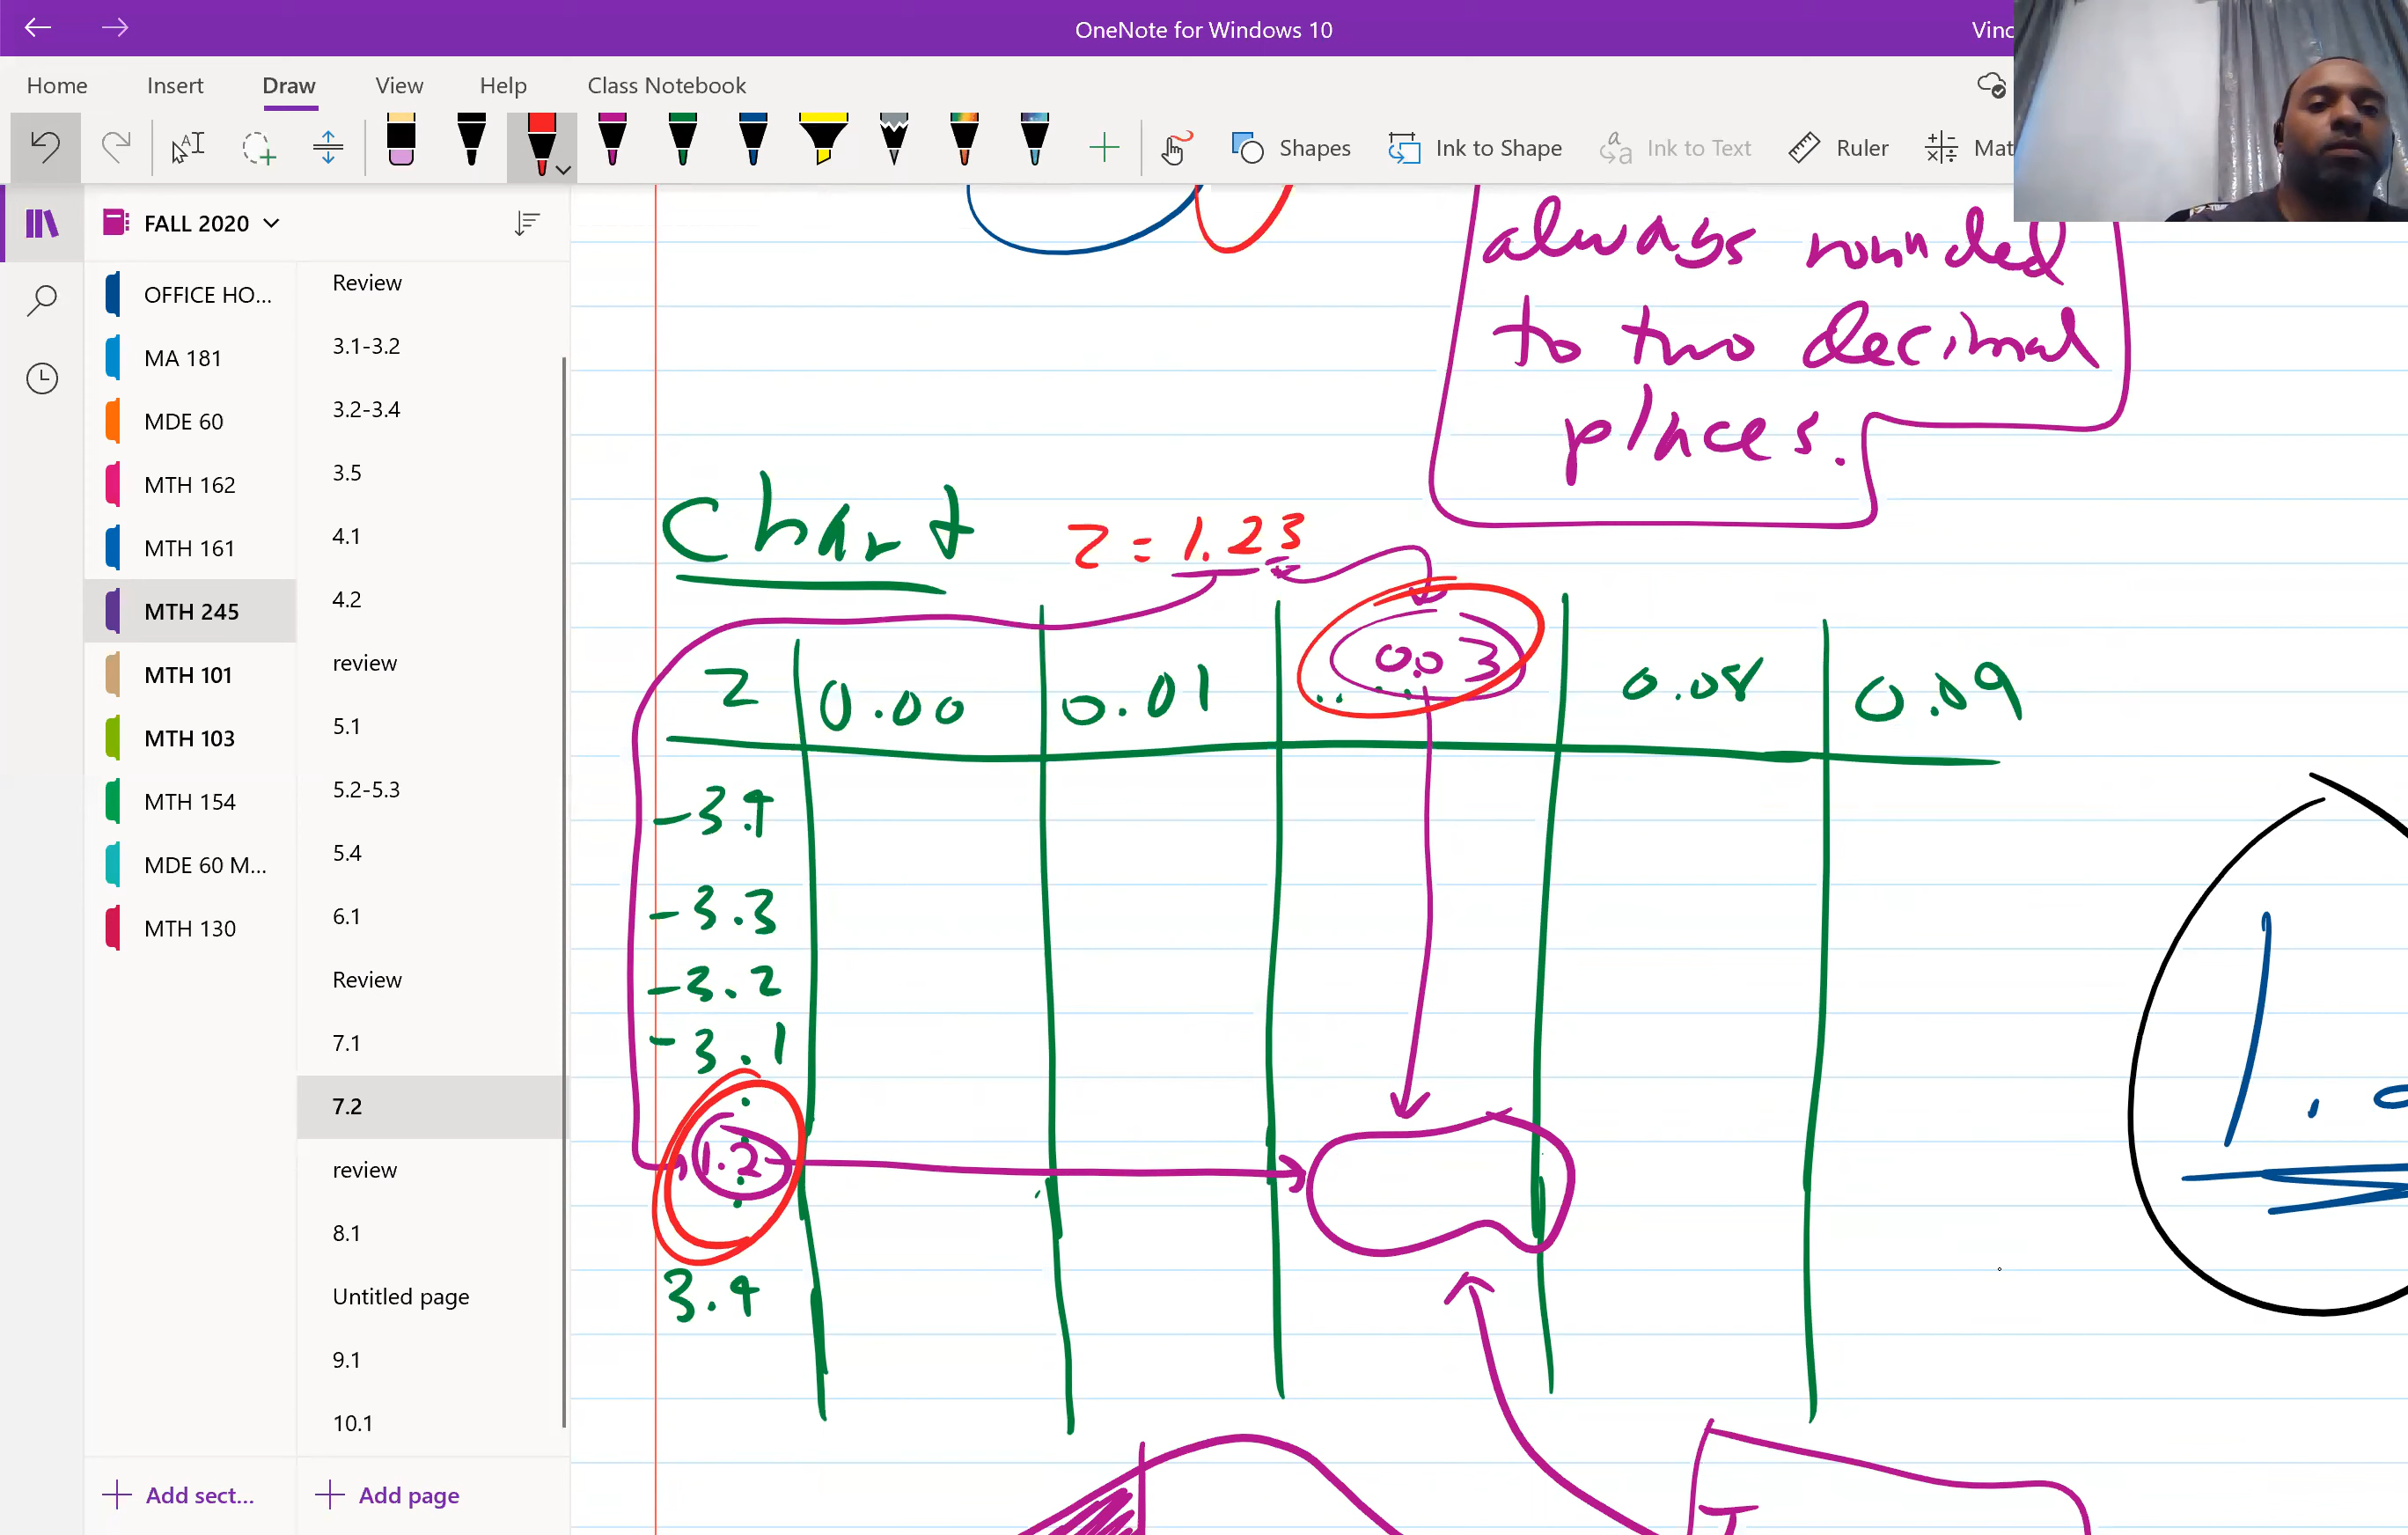 OneNote for Windows 10
Vinc
Home Insert Draw View Help Class Notebook
Shapes Ink to Shape Ink to Text Ruler Mat
FALL 2020
OFFICE HO...
MA 181
MDE 60
MTH 162
MTH 161
MTH 245
MTH 101
MTH 103
MTH 154
MDE 60 M...
MTH 130
Add sect...
Review
3.1-3.2
3.2-3.4
3.5
4.1
4.2
review
5.1
5.2-5.3
5.4
6.1
Review
7.1
7.2
review
8.1
Untitled page
9.1
10.1
Add page
always rounded
to two decimal
places.
Chart z = 1.23
z 0.00 0.01 ... 0.03 0.08 0.09
-3.4
-3.3
-3.2
-3.1
1.2
3.4